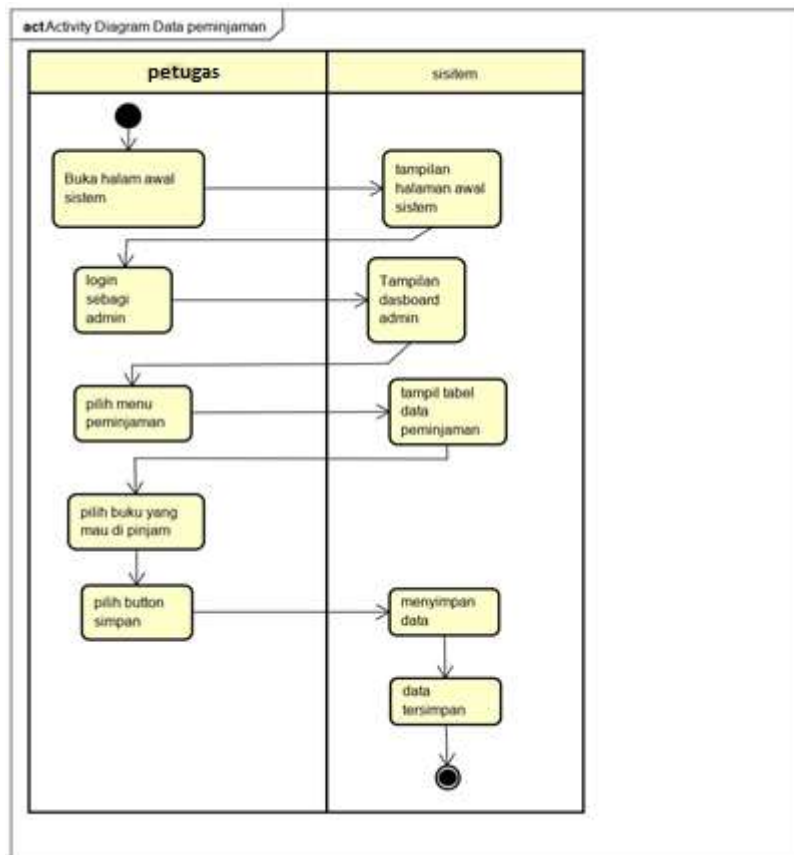 actActivity Diagram Data peminjaman
petugas
sisitem
Buka halam awal
sistem
tampilan
halaman awal
sistem
login
sebagi
admin
Tampilan
dasboard
admin
pilih menu
peminjaman
tampil tabel
data
peminjaman
pilih buku yang
mau di pinjam
pilih button
simpan
menyimpan
data
data
tersimpan